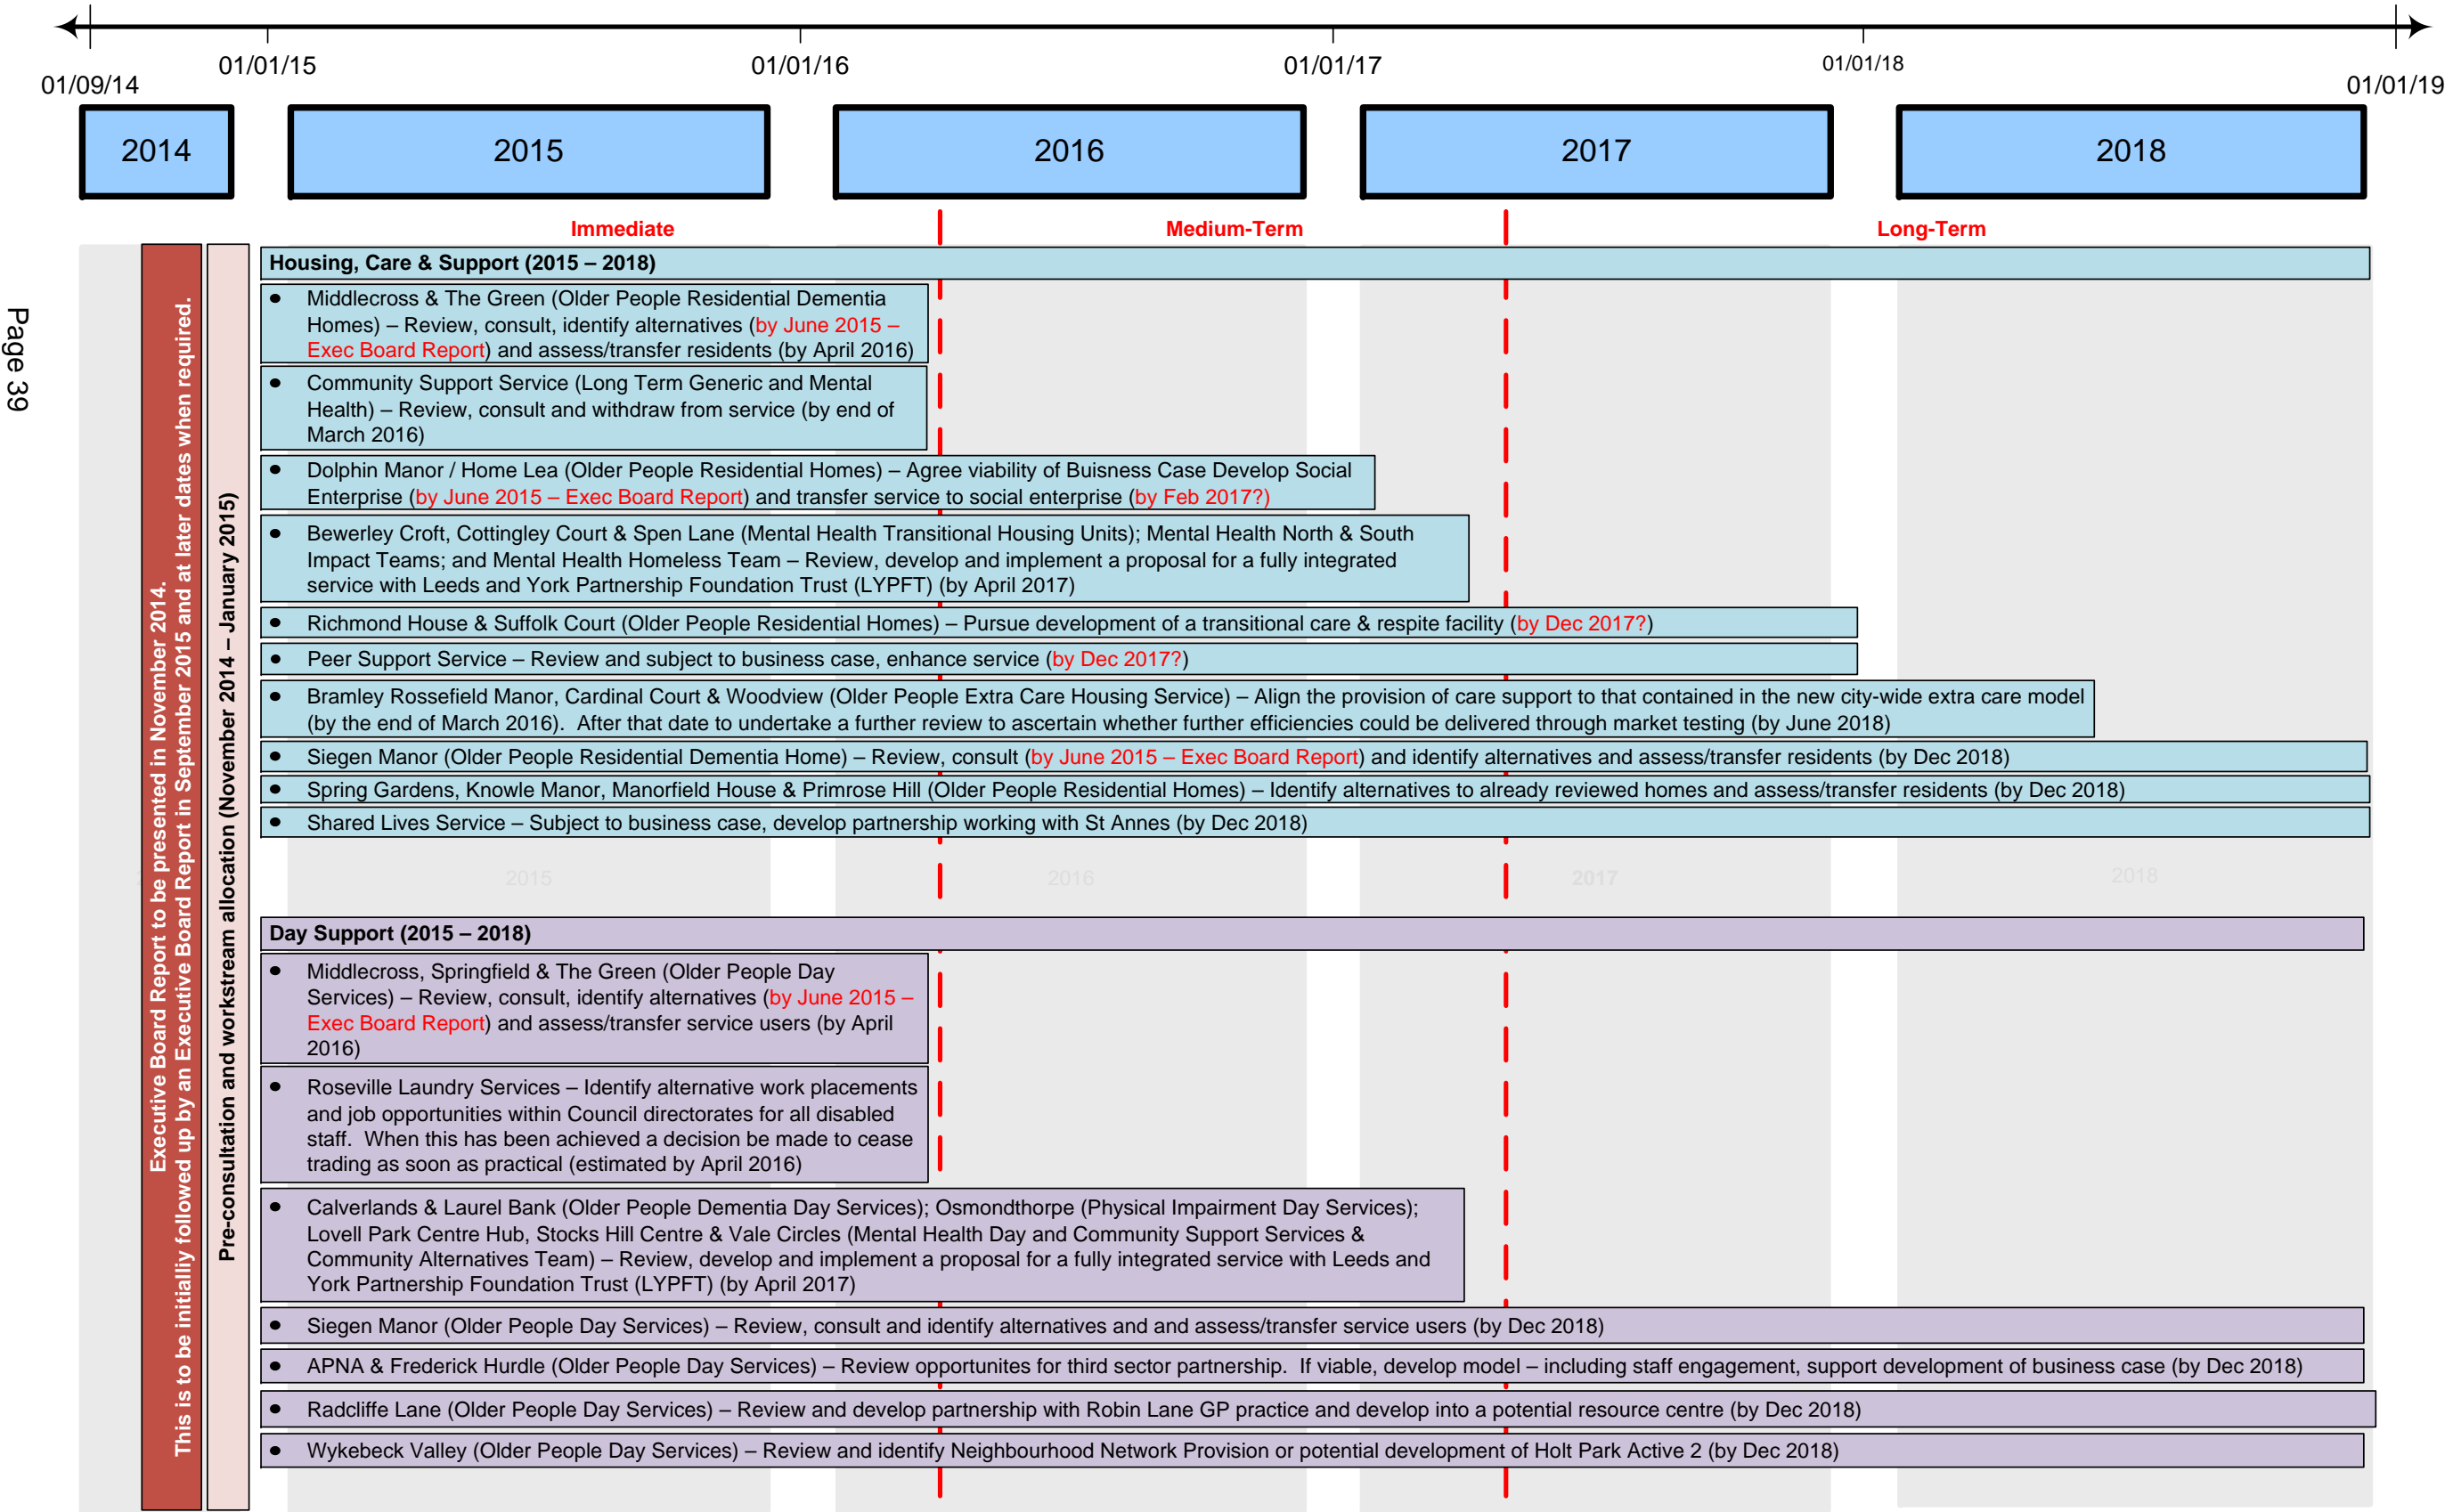 01/09/14
01/01/15
01/01/16
01/01/17
01/01/18
01/01/19
2014
2015
2016
2017
2018
Immediate
Medium-Term
Long-Term
Page 39
Executive Board Report to be presented in November 2014.
This is to be initialliy followed up by an Executive Board Report in September 2015 and at later dates when required.
Pre-consultation and workstream allocation (November 2014 – January 2015)
Housing, Care & Support (2015 – 2018)
• Middlecross & The Green (Older People Residential Dementia
Homes) – Review, consult, identify alternatives (by June 2015 –
Exec Board Report) and assess/transfer residents (by April 2016)
• Community Support Service (Long Term Generic and Mental
Health) – Review, consult and withdraw from service (by end of
March 2016)
• Dolphin Manor / Home Lea (Older People Residential Homes) – Agree viability of Buisness Case Develop Social
Enterprise (by June 2015 – Exec Board Report) and transfer service to social enterprise (by Feb 2017?)
• Bewerley Croft, Cottingley Court & Spen Lane (Mental Health Transitional Housing Units); Mental Health North & South
Impact Teams; and Mental Health Homeless Team – Review, develop and implement a proposal for a fully integrated
service with Leeds and York Partnership Foundation Trust (LYPFT) (by April 2017)
• Richmond House & Suffolk Court (Older People Residential Homes) – Pursue development of a transitional care & respite facility (by Dec 2017?)
• Peer Support Service – Review and subject to business case, enhance service (by Dec 2017?)
• Bramley Rossefield Manor, Cardinal Court & Woodview (Older People Extra Care Housing Service) – Align the provision of care support to that contained in the new city-wide extra care model
(by the end of March 2016). After that date to undertake a further review to ascertain whether further efficiencies could be delivered through market testing (by June 2018)
• Siegen Manor (Older People Residential Dementia Home) – Review, consult (by June 2015 – Exec Board Report) and identify alternatives and assess/transfer residents (by Dec 2018)
• Spring Gardens, Knowle Manor, Manorfield House & Primrose Hill (Older People Residential Homes) – Identify alternatives to already reviewed homes and assess/transfer residents (by Dec 2018)
• Shared Lives Service – Subject to business case, develop partnership working with St Annes (by Dec 2018)
2015
2016
2017
2018
Day Support (2015 – 2018)
• Middlecross, Springfield & The Green (Older People Day
Services) – Review, consult, identify alternatives (by June 2015 –
Exec Board Report) and assess/transfer service users (by April
2016)
• Roseville Laundry Services – Identify alternative work placements
and job opportunities within Council directorates for all disabled
staff. When this has been achieved a decision be made to cease
trading as soon as practical (estimated by April 2016)
• Calverlands & Laurel Bank (Older People Dementia Day Services); Osmondthorpe (Physical Impairment Day Services);
Lovell Park Centre Hub, Stocks Hill Centre & Vale Circles (Mental Health Day and Community Support Services &
Community Alternatives Team) – Review, develop and implement a proposal for a fully integrated service with Leeds and
York Partnership Foundation Trust (LYPFT) (by April 2017)
• Siegen Manor (Older People Day Services) – Review, consult and identify alternatives and and assess/transfer service users (by Dec 2018)
• APNA & Frederick Hurdle (Older People Day Services) – Review opportunites for third sector partnership. If viable, develop model – including staff engagement, support development of business case (by Dec 2018)
• Radcliffe Lane (Older People Day Services) – Review and develop partnership with Robin Lane GP practice and develop into a potential resource centre (by Dec 2018)
• Wykebeck Valley (Older People Day Services) – Review and identify Neighbourhood Network Provision or potential development of Holt Park Active 2 (by Dec 2018)